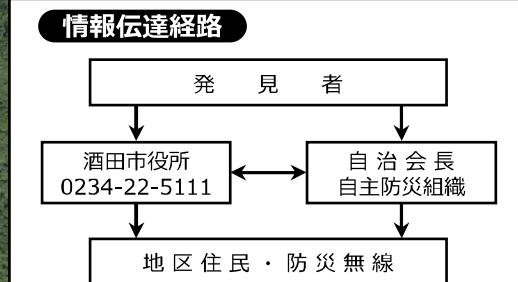 情報伝達経路
発見者
酒田市役所
0234-22-5111
自治会長
自主防災組織
地区住民・防災無線